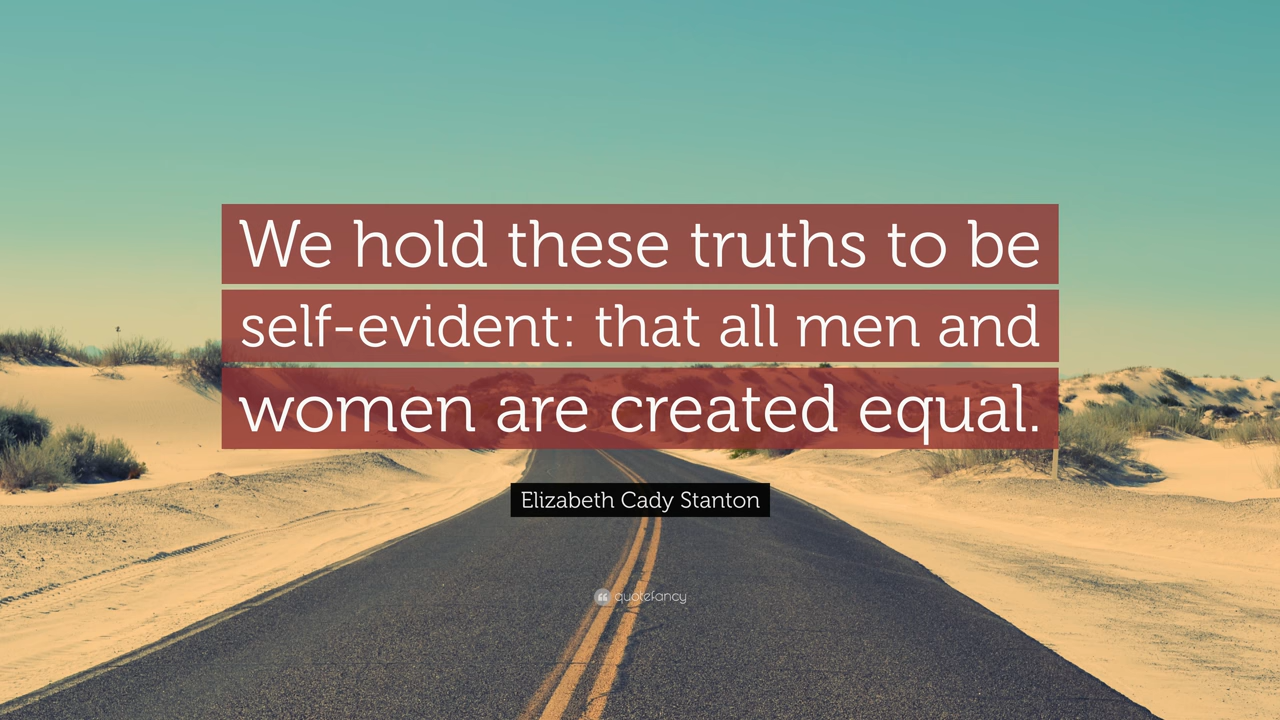 We hold these truths to be
self-evident: that all men and
women are created equal.
Elizabeth Cady Stanton
quotefancy